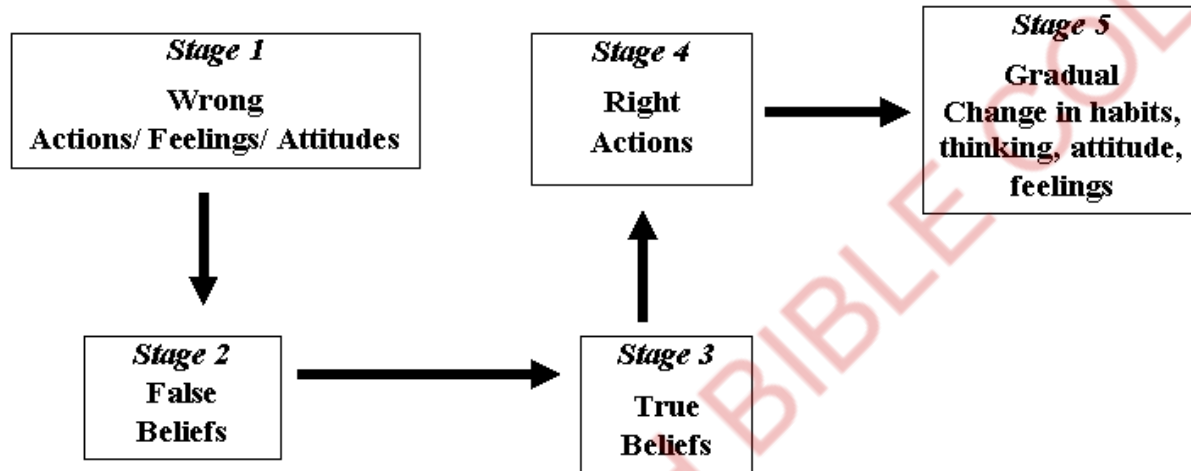 Stage 1
Wrong
Actions/ Feelings/ Attitudes
Stage 2
False
Beliefs
Stage 3
True
Beliefs
Stage 4
Right
Actions
Stage 5
Gradual
Change in habits,
thinking, attitude,
feelings
BIBLE